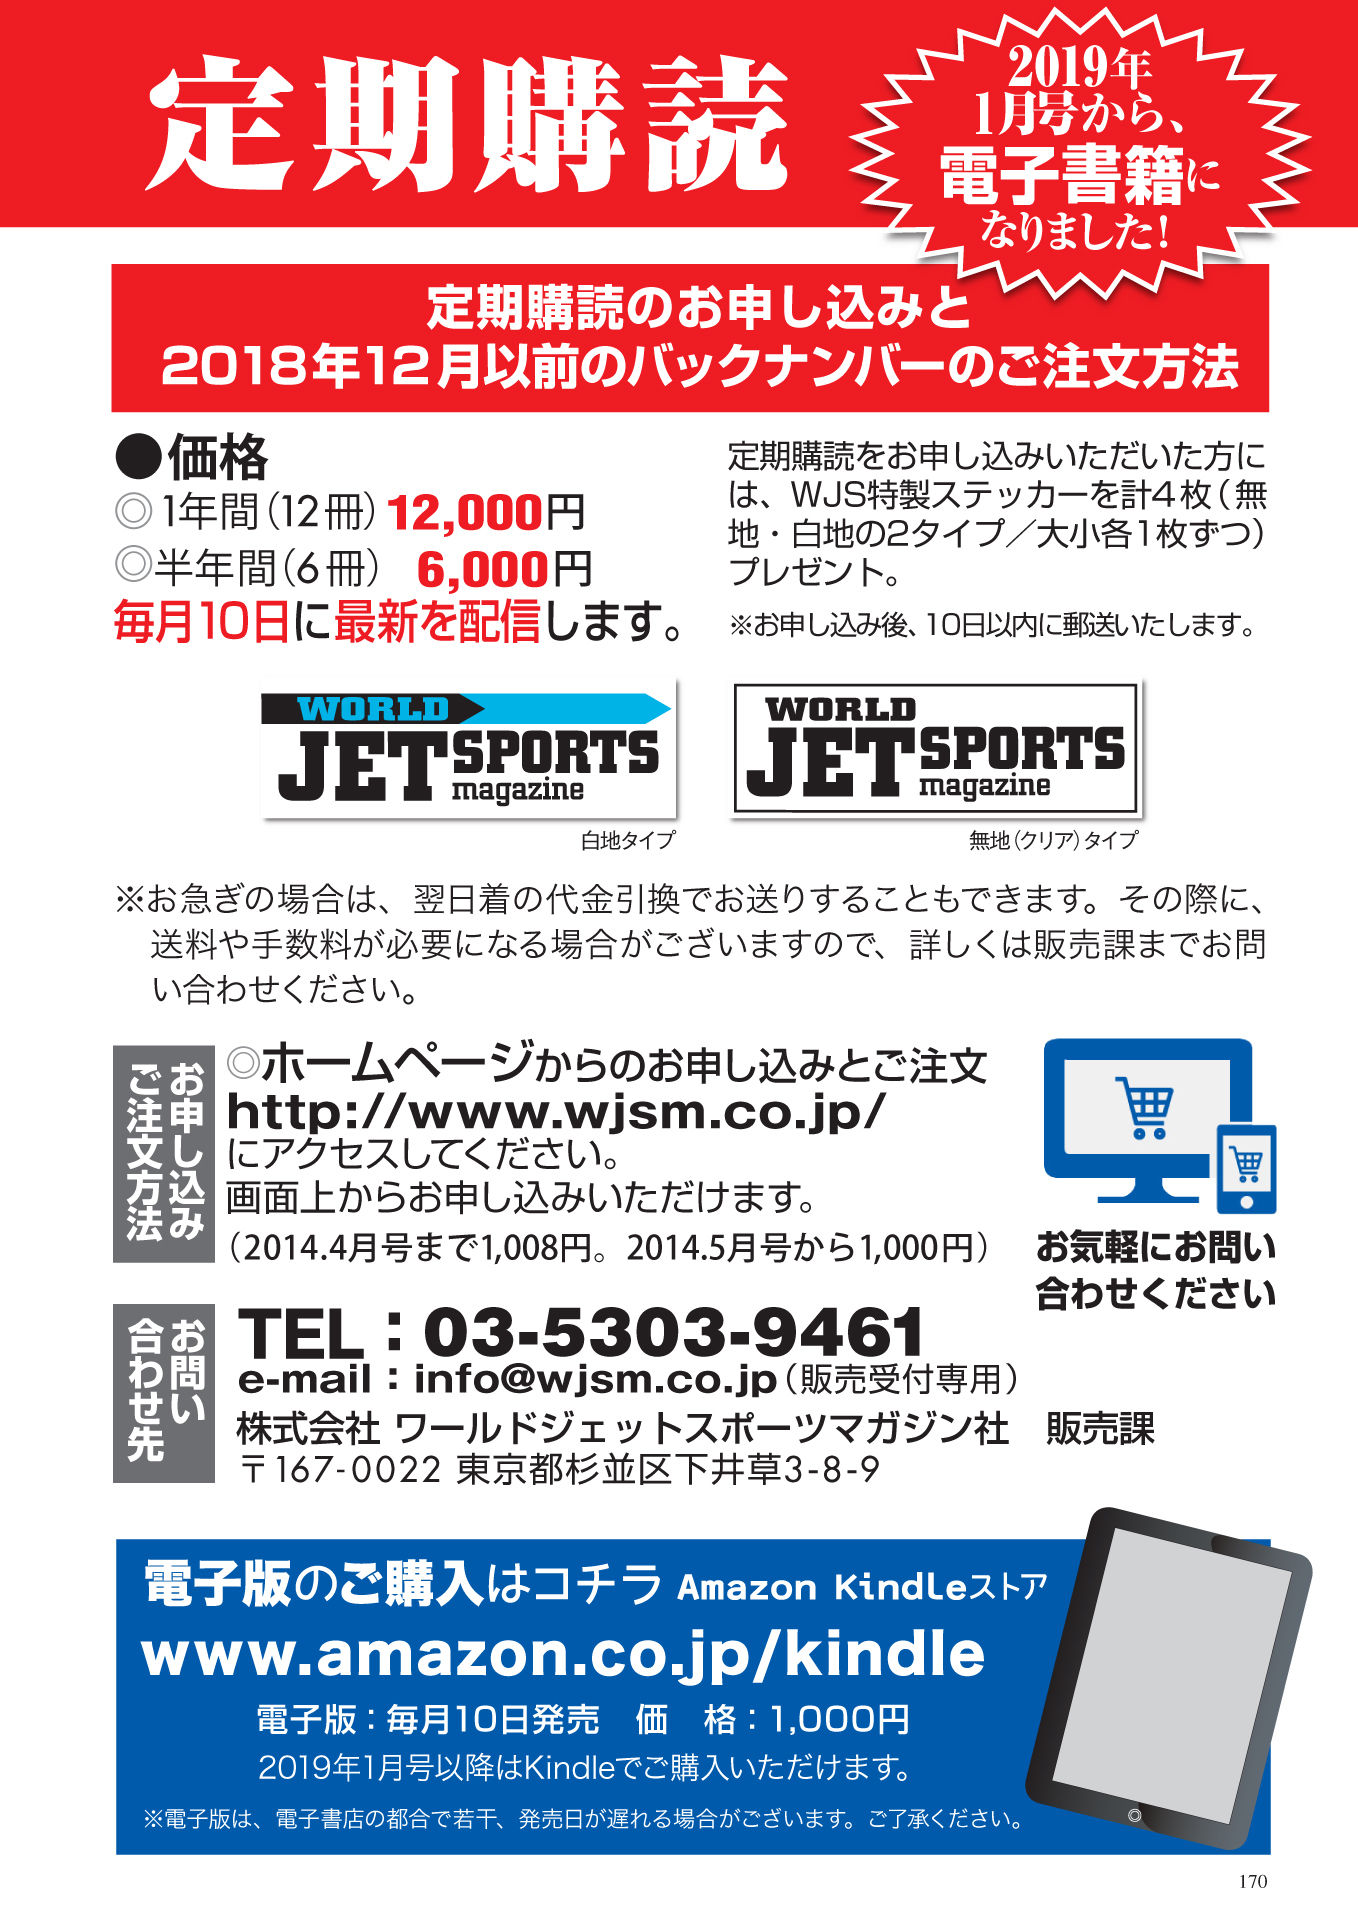 定期購読
2019年
1月号から、
電子書籍に
なりました!
定期購読のお申し込みと
2018年12月以前のバックナンバーのご注文方法
●価格
◎1年間(12冊)12,000円
◎半年間(6冊) 6,000円
毎月10日に最新を配信します。
定期購読をお申し込みいただいた方に
は、WJS特製ステッカーを計4枚(無
地・白地の2タイプ/大小各1枚ずつ)
プレゼント。
※お申し込み後、10日以内に郵送いたします。
WORLD
JET SPORTS
magazine
白地タイプ
WORLD
JET SPORTS
magazine
無地(クリア)タイプ
※お急ぎの場合は、翌日着の代金引換でお送りすることもできます。その際に、
送料や手数料が必要になる場合がございますので、詳しくは販売課までお問
い合わせください。
お申し込み
ご注文方法
◎ホームページからのお申し込みとご注文
http://www.wjsm.co.jp/
にアクセスしてください。
画面上からお申し込みいただけます。
(2014.4月号まで1,008円。2014.5月号から1,000円)
お気軽にお問い
合わせください
お問い
合わせ先
TEL:03-5303-9461
e-mail:info@wjsm.co.jp(販売受付専用)
株式会社 ワールドジェットスポーツマガジン社 販売課
〒167-0022 東京都杉並区下井草3-8-9
電子版のご購入はコチラ Amazon Kindleストア
www.amazon.co.jp/kindle
電子版:毎月10日発売 価 格:1,000円
2019年1月号以降はKindleでご購入いただけます。
※電子版は、電子書店の都合で若干、発売日が遅れる場合がございます。ご了承ください。
170